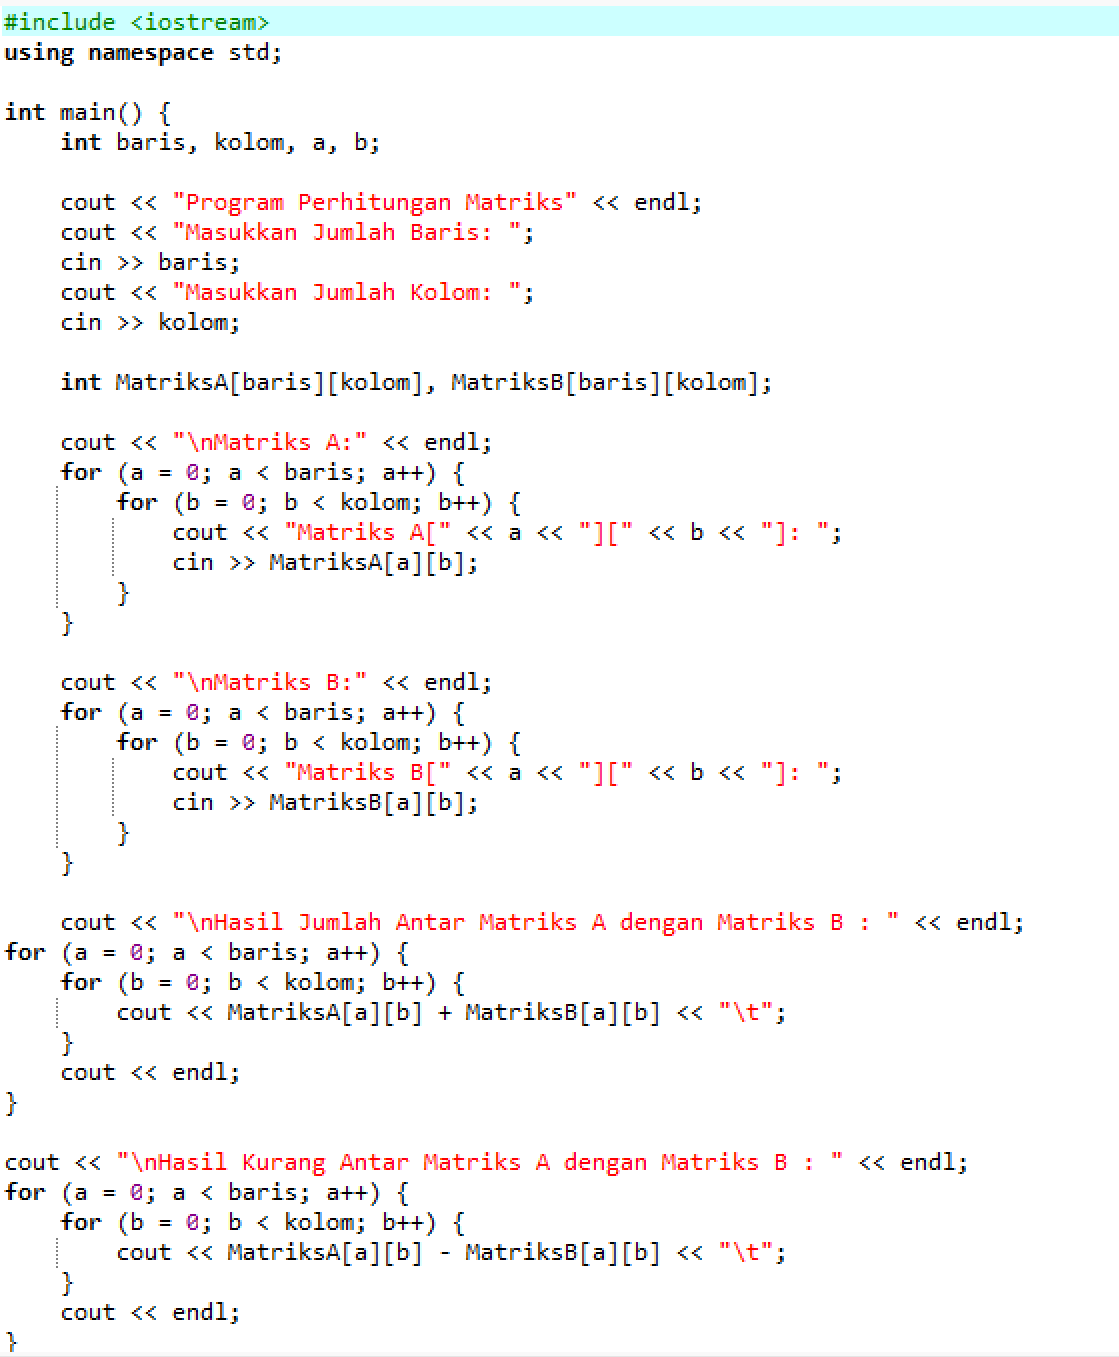 #include <iostream>
using namespace std;
int main() {
int baris, kolom, a, b;
cout << "Program Perhitungan Matriks" << endl;
cout << "Masukkan Jumlah Baris: ";
cin >> baris;
cout << "Masukkan Jumlah Kolom: ";
cin >> kolom;
int MatriksA[baris][kolom], MatriksB[baris][kolom];
cout << "\nMatriks A:" << endl;
for (a = 0; a < baris; a++) {
for (b = 0; b < kolom; b++) {
cout << "Matriks A[" << a << "][" << b << "]: ";
cin >> MatriksA[a][b];
}
}
cout << "\nMatriks B:" << endl;
for (a = 0; a < baris; a++) {
for (b = 0; b < kolom; b++) {
cout << "Matriks B[" << a << "][" << b << "]: ";
cin >> MatriksB[a][b];
}
}
cout << "\nHasil Jumlah Antar Matriks A dengan Matriks B : " << endl;
for (a = 0; a < baris; a++) {
for (b = 0; b < kolom; b++) {
cout << MatriksA[a][b] + MatriksB[a][b] << "\t";
}
cout << endl;
}
cout << "\nHasil Kurang Antar Matriks A dengan Matriks B : " << endl;
for (a = 0; a < baris; a++) {
for (b = 0; b < kolom; b++) {
cout << MatriksA[a][b] - MatriksB[a][b] << "\t";
}
cout << endl;
}